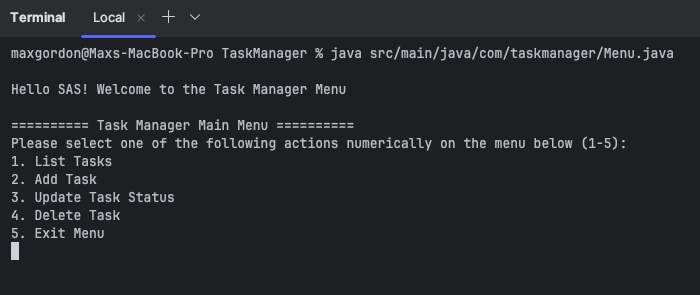 Terminal Local × + ⌄
maxgordon@Maxs-MacBook-Pro TaskManager % java src/main/java/com/taskmanager/Menu.java
Hello SAS! Welcome to the Task Manager Menu
========== Task Manager Main Menu ==========
Please select one of the following actions numerically on the menu below (1-5):
1. List Tasks
2. Add Task
3. Update Task Status
4. Delete Task
5. Exit Menu